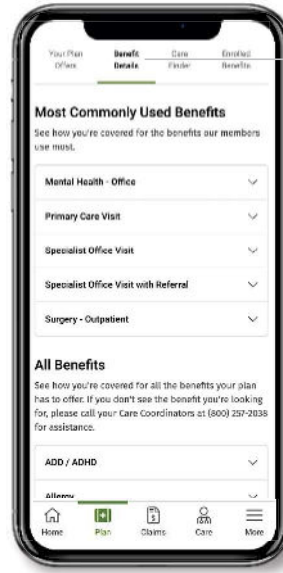 Your Plan Offers
Benefit Details
Care Finder
Enrolled Benefits
Most Commonly Used Benefits
See how you're covered for the benefits our members
use most.
Mental Health - Office
Primary Care Visit
Specialist Office Visit
Specialist Office Visit with Referral
Surgery - Outpatient
All Benefits
See how you're covered for all the benefits your plan
has to offer. If you don't see the benefit you're looking
for, please call your Care Coordinators at (800) 257-2038
for assistance.
ADD / ADHD
Allergy
Home
Plan
Claims
Care
More